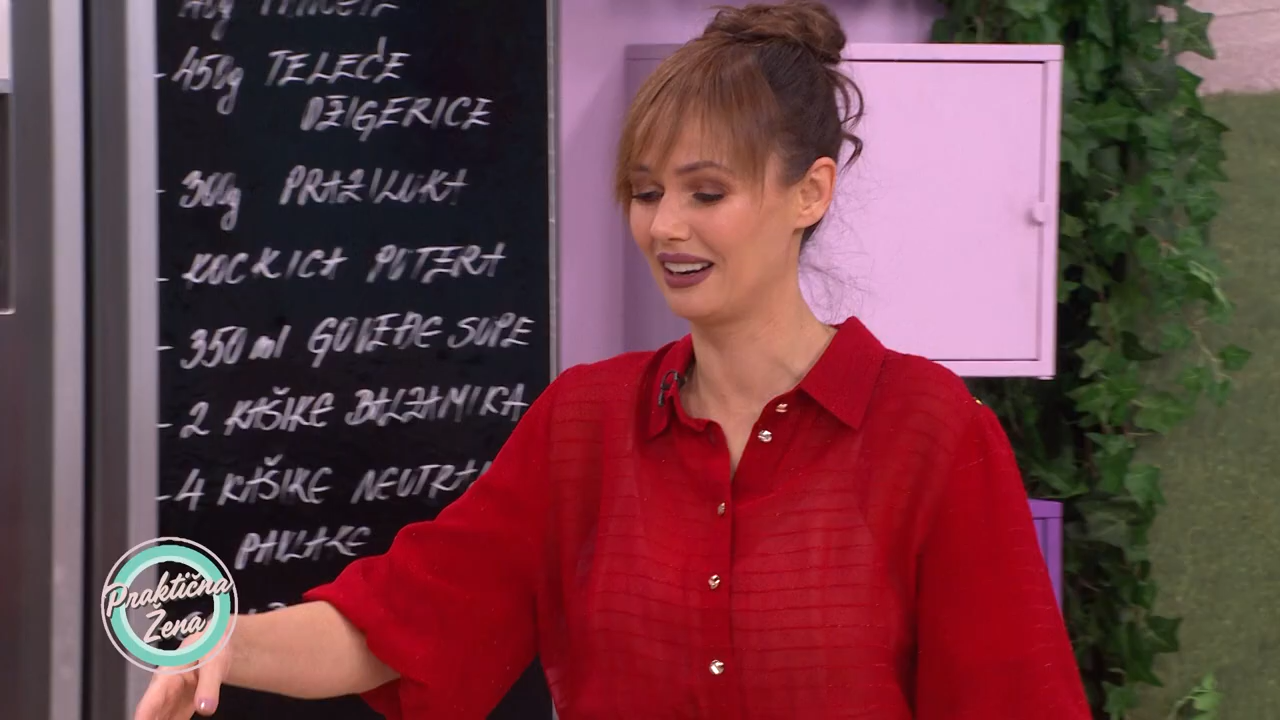 - 450g TELEĆE
DŽIGERICE
- 300g PRAZILUKA
- KOCKICA PUTERA
- 350 ml GOVEĐE SUPE
- 2 KAŠIKE BALZAMIKA
- 4 KAŠIKE NEUTRA
PAVLAKE
Praktična
Žena